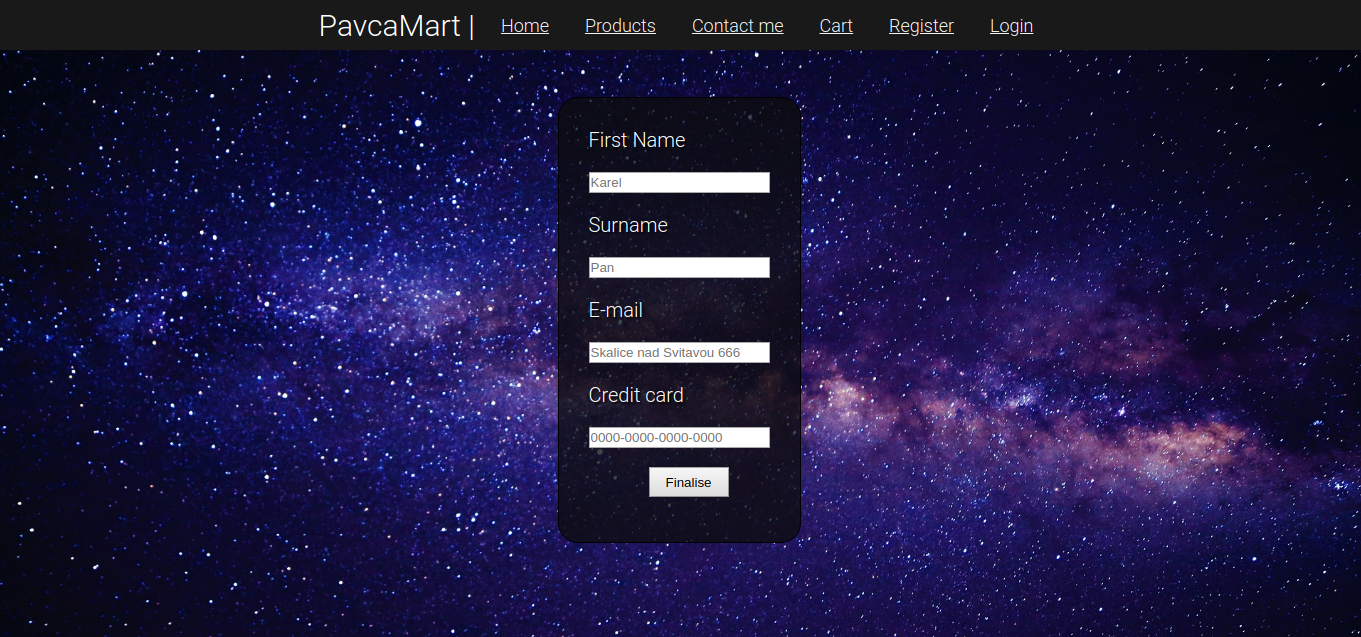 PavcaMart | Home Products Contact me Cart Register Login
First Name
Karel
Surname
Pan
E-mail
Skalice nad Svitavou 666
Credit card
0000-0000-0000-0000
Finalise